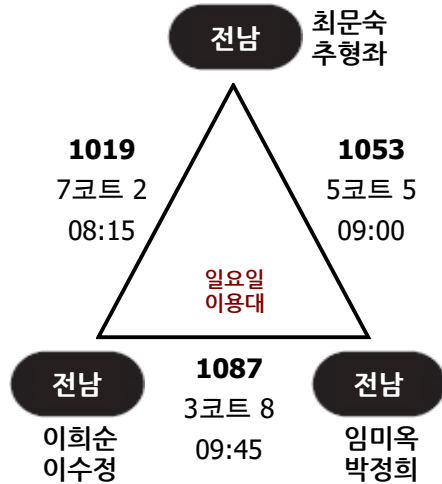 전남
최문숙
추형좌
1019
7코트 2
08:15
1053
5코트 5
09:00
일요일
이용대
전남
이희순
이수정
1087
3코트 8
09:45
전남
임미옥
박정희